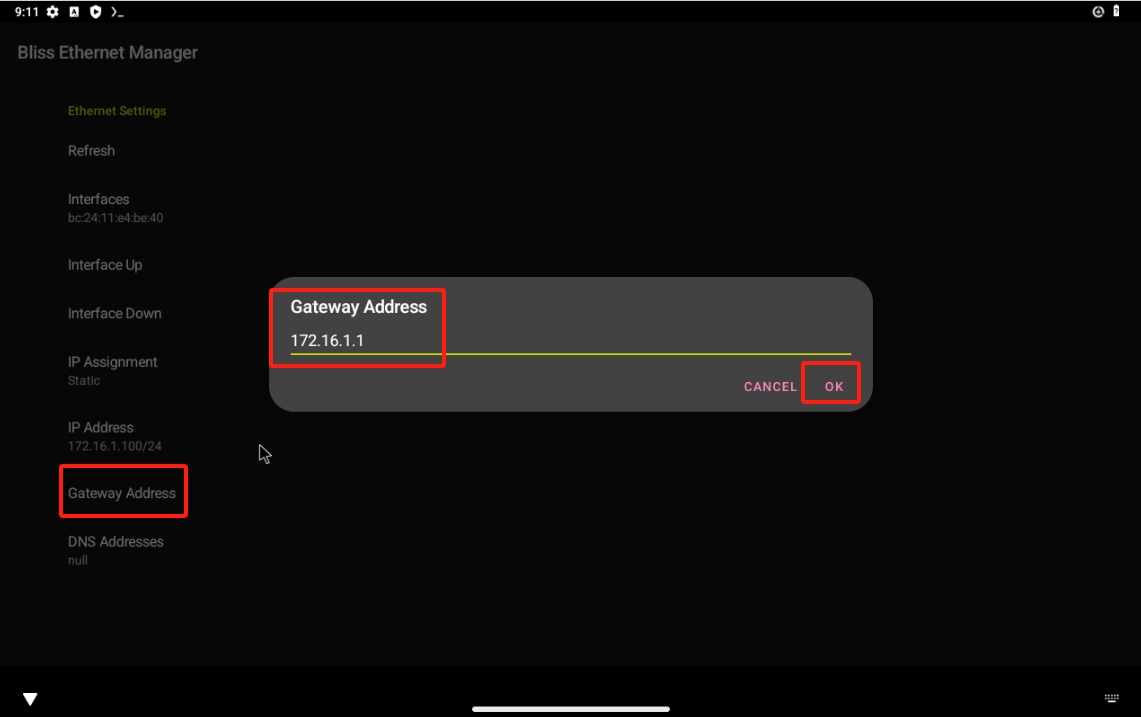 9:11
Bliss Ethernet Manager
Ethernet Settings
Refresh
Interfaces
bc:24:11:e4:be:40
Interface Up
Interface Down
IP Assignment
Static
IP Address
172.16.1.100/24
Gateway Address
DNS Addresses
null
Gateway Address
172.16.1.1
CANCEL OK